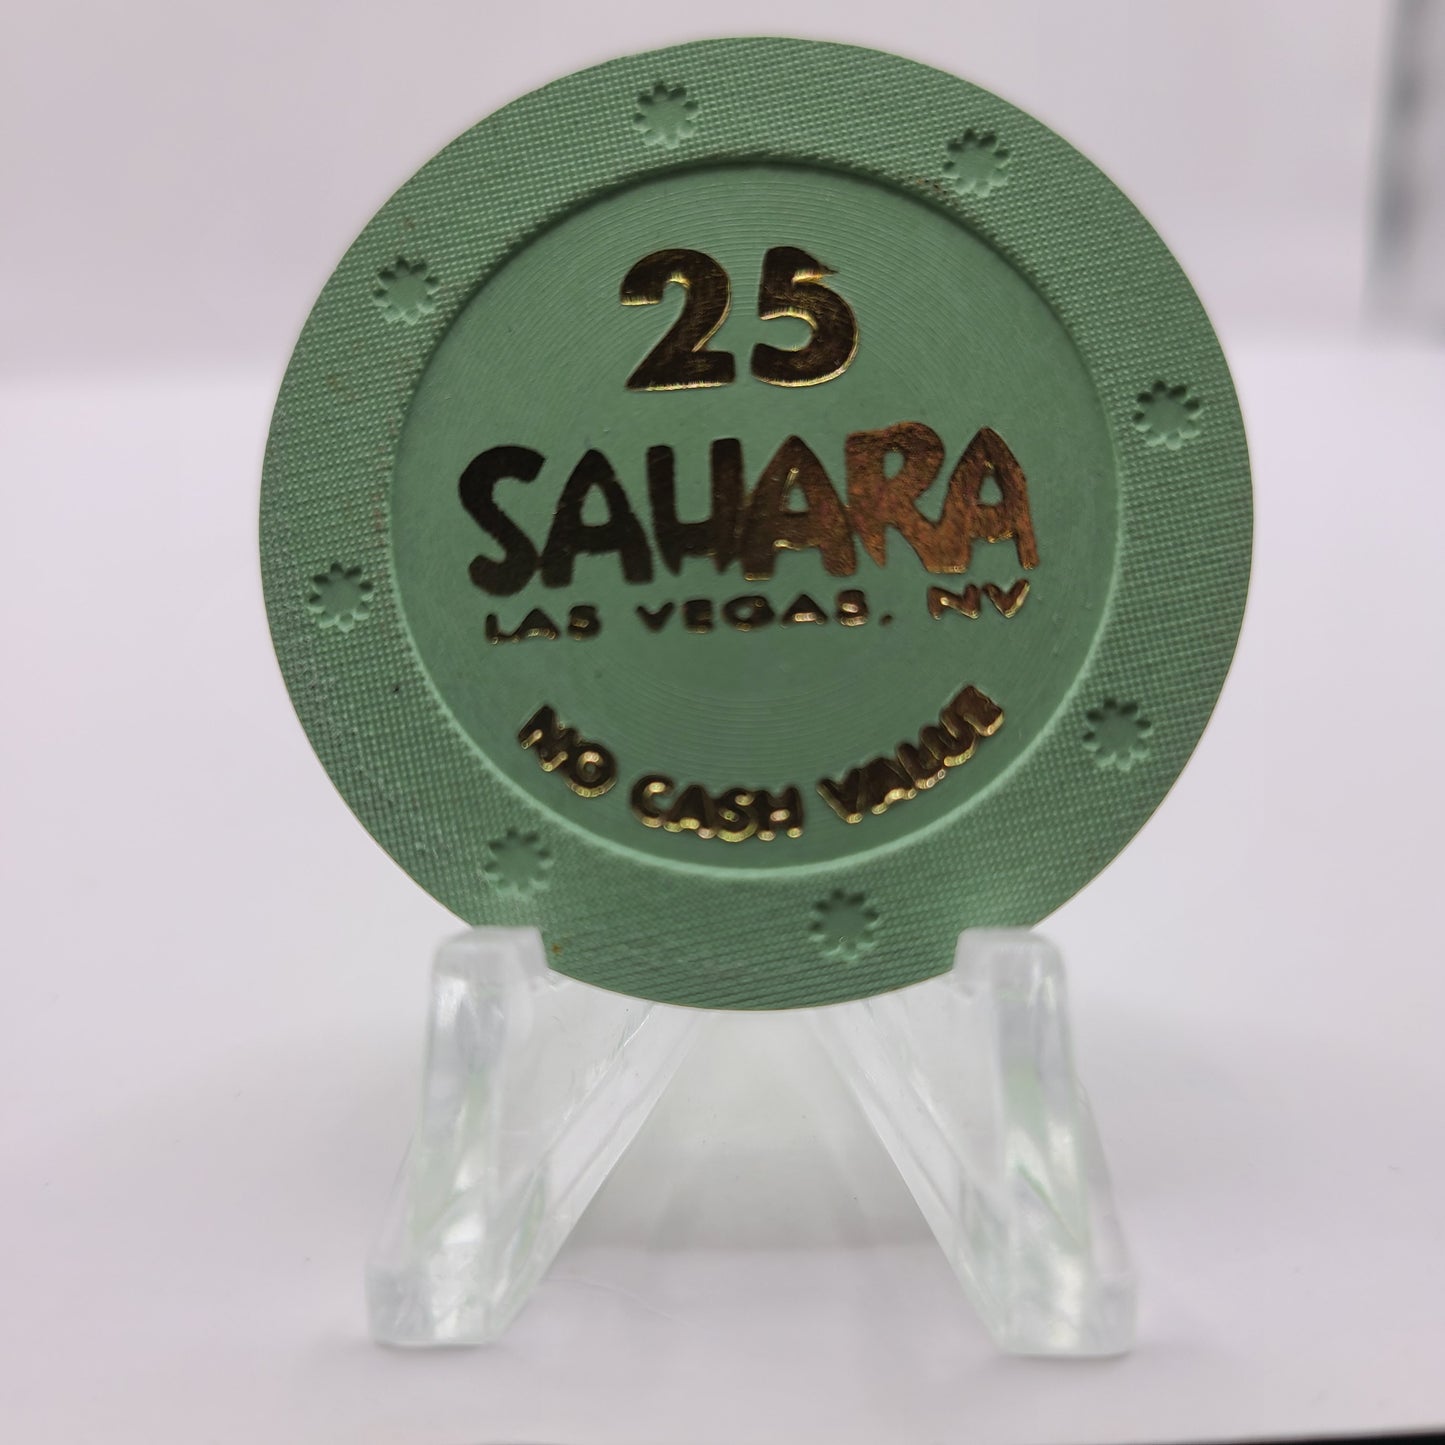 25
SAHARA
LAS VEGAS, NV
NO CASH VALUE